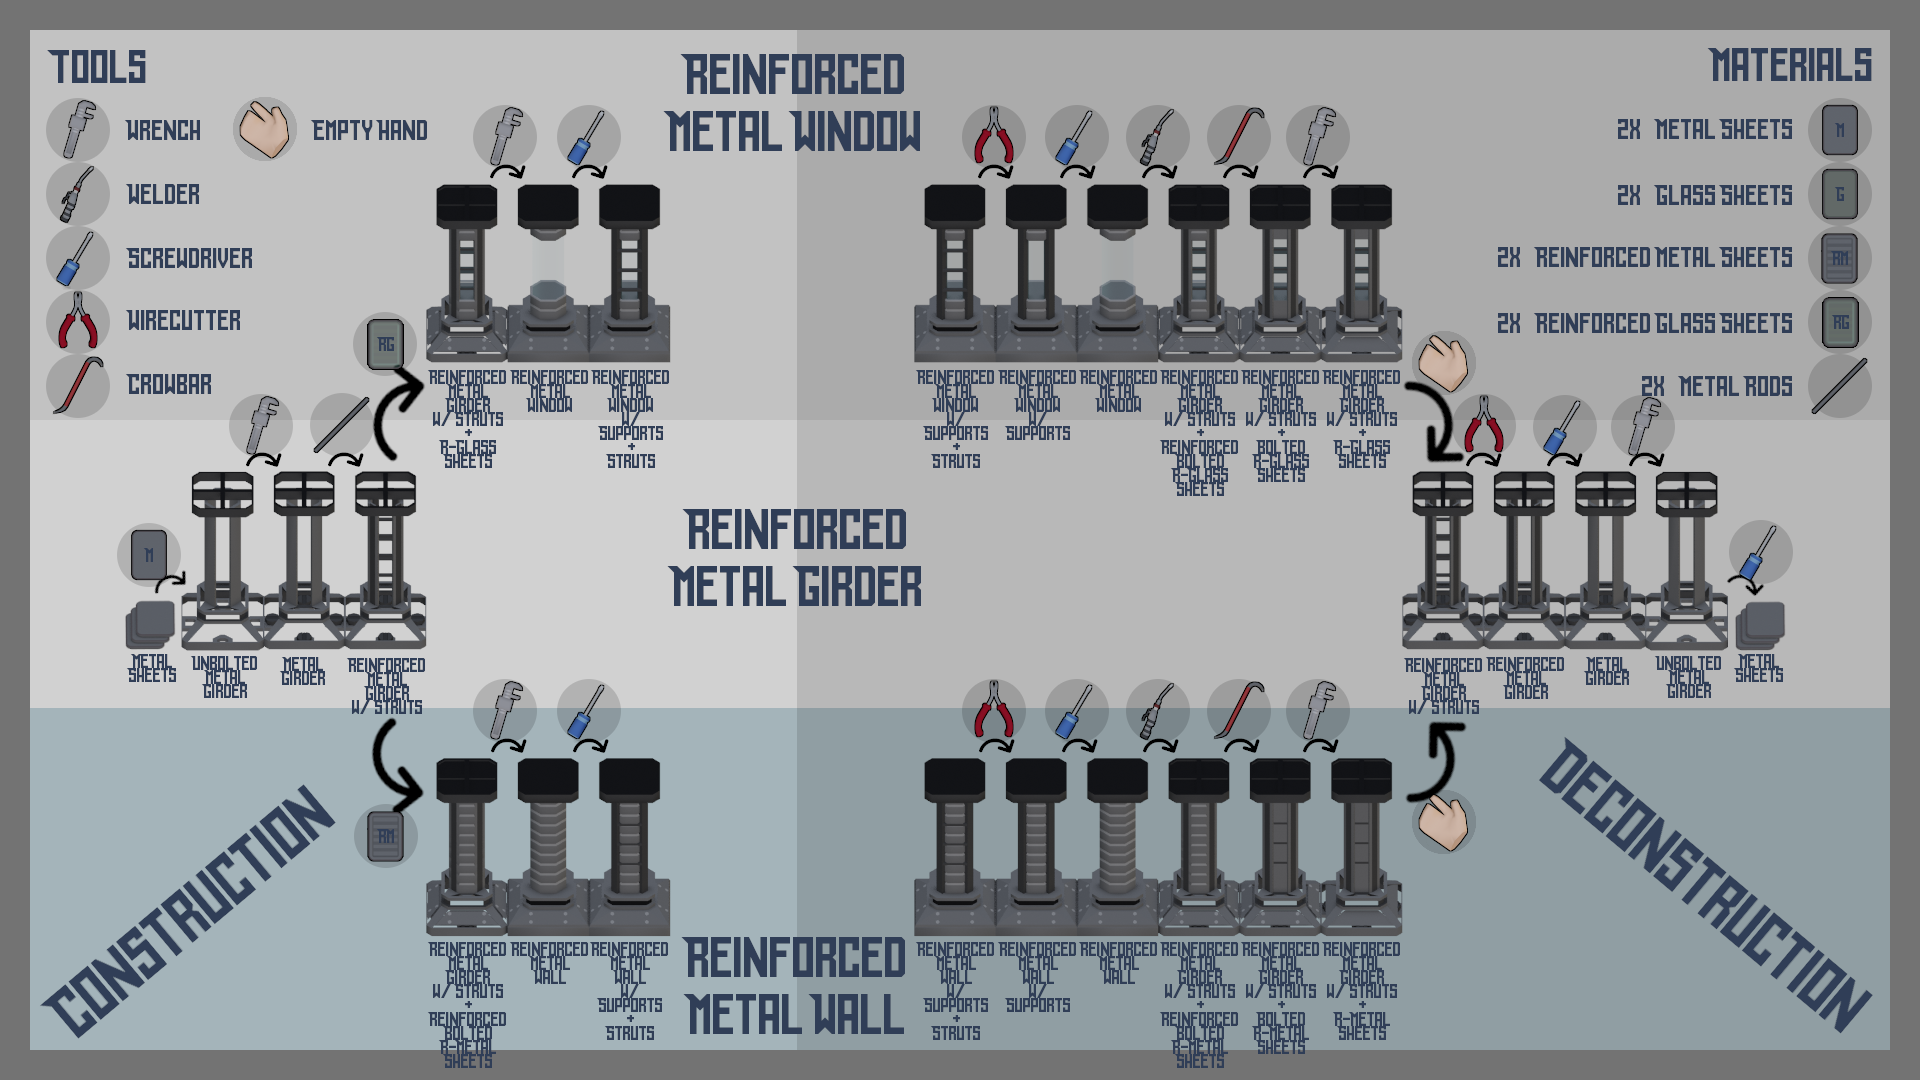 TOOLS
WRENCH
EMPTY HAND
WELDER
SCREWDRIVER
WIRECUTTER
CROWBAR
REINFORCED
METAL WINDOW
MATERIALS
2X METAL SHEETS
M
2X GLASS SHEETS
G
2X REINFORCED METAL SHEETS
RM
2X REINFORCED GLASS SHEETS
RG
2X METAL RODS
RG
REINFORCED
METAL
GIRDER
W/ STRUTS
+
R-GLASS
SHEETS
REINFORCED
METAL
WINDOW
REINFORCED
METAL
WINDOW
W/
SUPPORTS
+
STRUTS
REINFORCED
METAL
WINDOW
W/
SUPPORTS
+
STRUTS
REINFORCED
METAL
WINDOW
W/
SUPPORTS
REINFORCED
METAL
WINDOW
REINFORCED
METAL
GIRDER
W/ STRUTS
+
REINFORCED
BOLTED
R-GLASS
SHEETS
REINFORCED
METAL
GIRDER
W/ STRUTS
+
BOLTED
R-GLASS
SHEETS
REINFORCED
METAL
GIRDER
W/ STRUTS
+
R-GLASS
SHEETS
M
METAL
SHEETS
UNBOLTED
METAL
GIRDER
METAL
GIRDER
REINFORCED
METAL
GIRDER
W/ STRUTS
REINFORCED
METAL GIRDER
REINFORCED
METAL
GIRDER
W/ STRUTS
REINFORCED
METAL
GIRDER
METAL
GIRDER
UNBOLTED
METAL
GIRDER
METAL
SHEETS
CONSTRUCTION
RM
REINFORCED
METAL
GIRDER
W/ STRUTS
+
REINFORCED
BOLTED
R-METAL
SHEETS
REINFORCED
METAL
WALL
REINFORCED
METAL
WALL
W/
SUPPORTS
+
STRUTS
REINFORCED
METAL WALL
REINFORCED
METAL
WALL
W/
SUPPORTS
+
STRUTS
REINFORCED
METAL
WALL
W/
SUPPORTS
REINFORCED
METAL
WALL
REINFORCED
METAL
GIRDER
W/ STRUTS
+
REINFORCED
BOLTED
R-METAL
SHEETS
REINFORCED
METAL
GIRDER
W/ STRUTS
+
BOLTED
R-METAL
SHEETS
REINFORCED
METAL
GIRDER
W/ STRUTS
+
R-METAL
SHEETS
DECONSTRUCTION